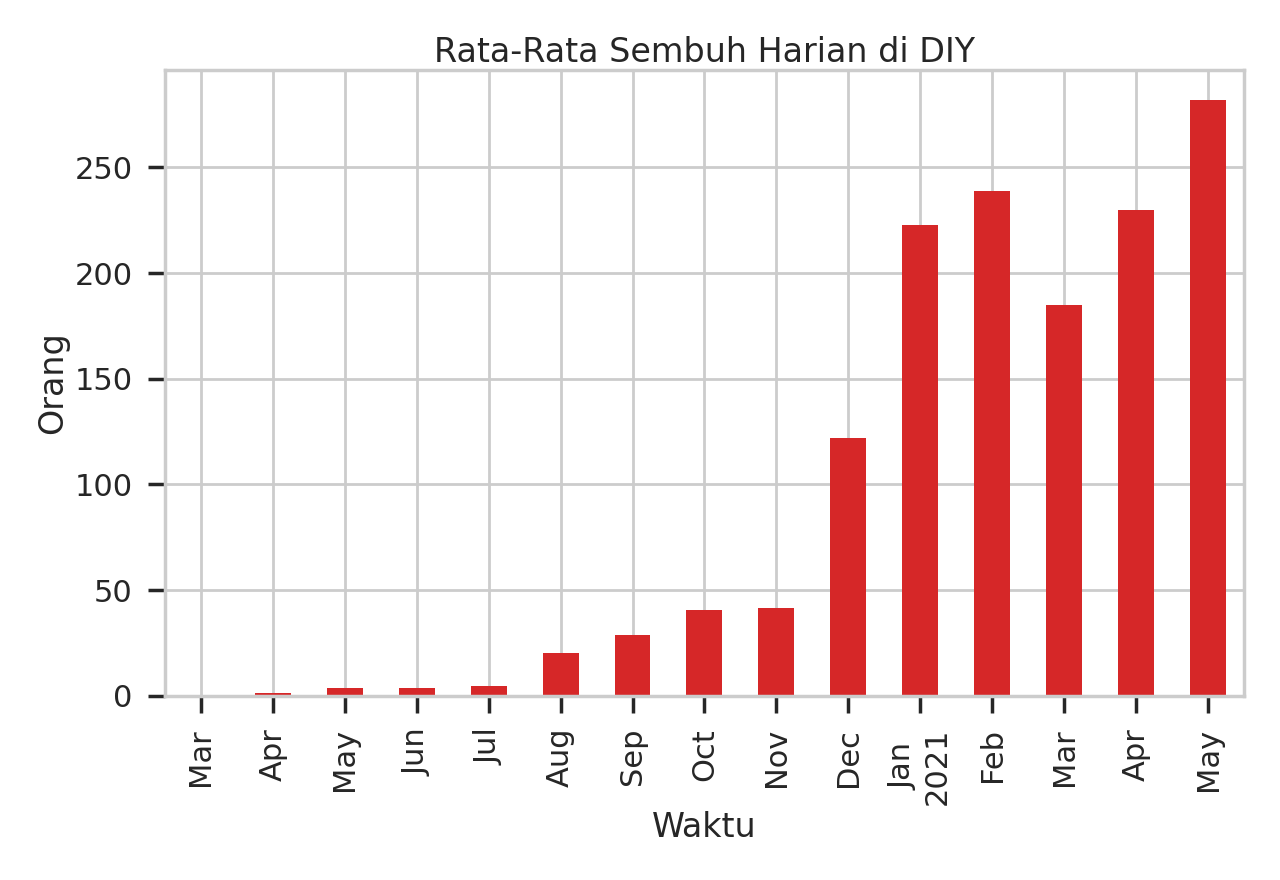 Rata-Rata Sembuh Harian di DIY
Orang
250
200
150
100
50
0
Mar
Apr
May
Jun
Jul
Aug
Sep
Oct
Nov
Dec
Jan
2021
Feb
Mar
Apr
May
Waktu